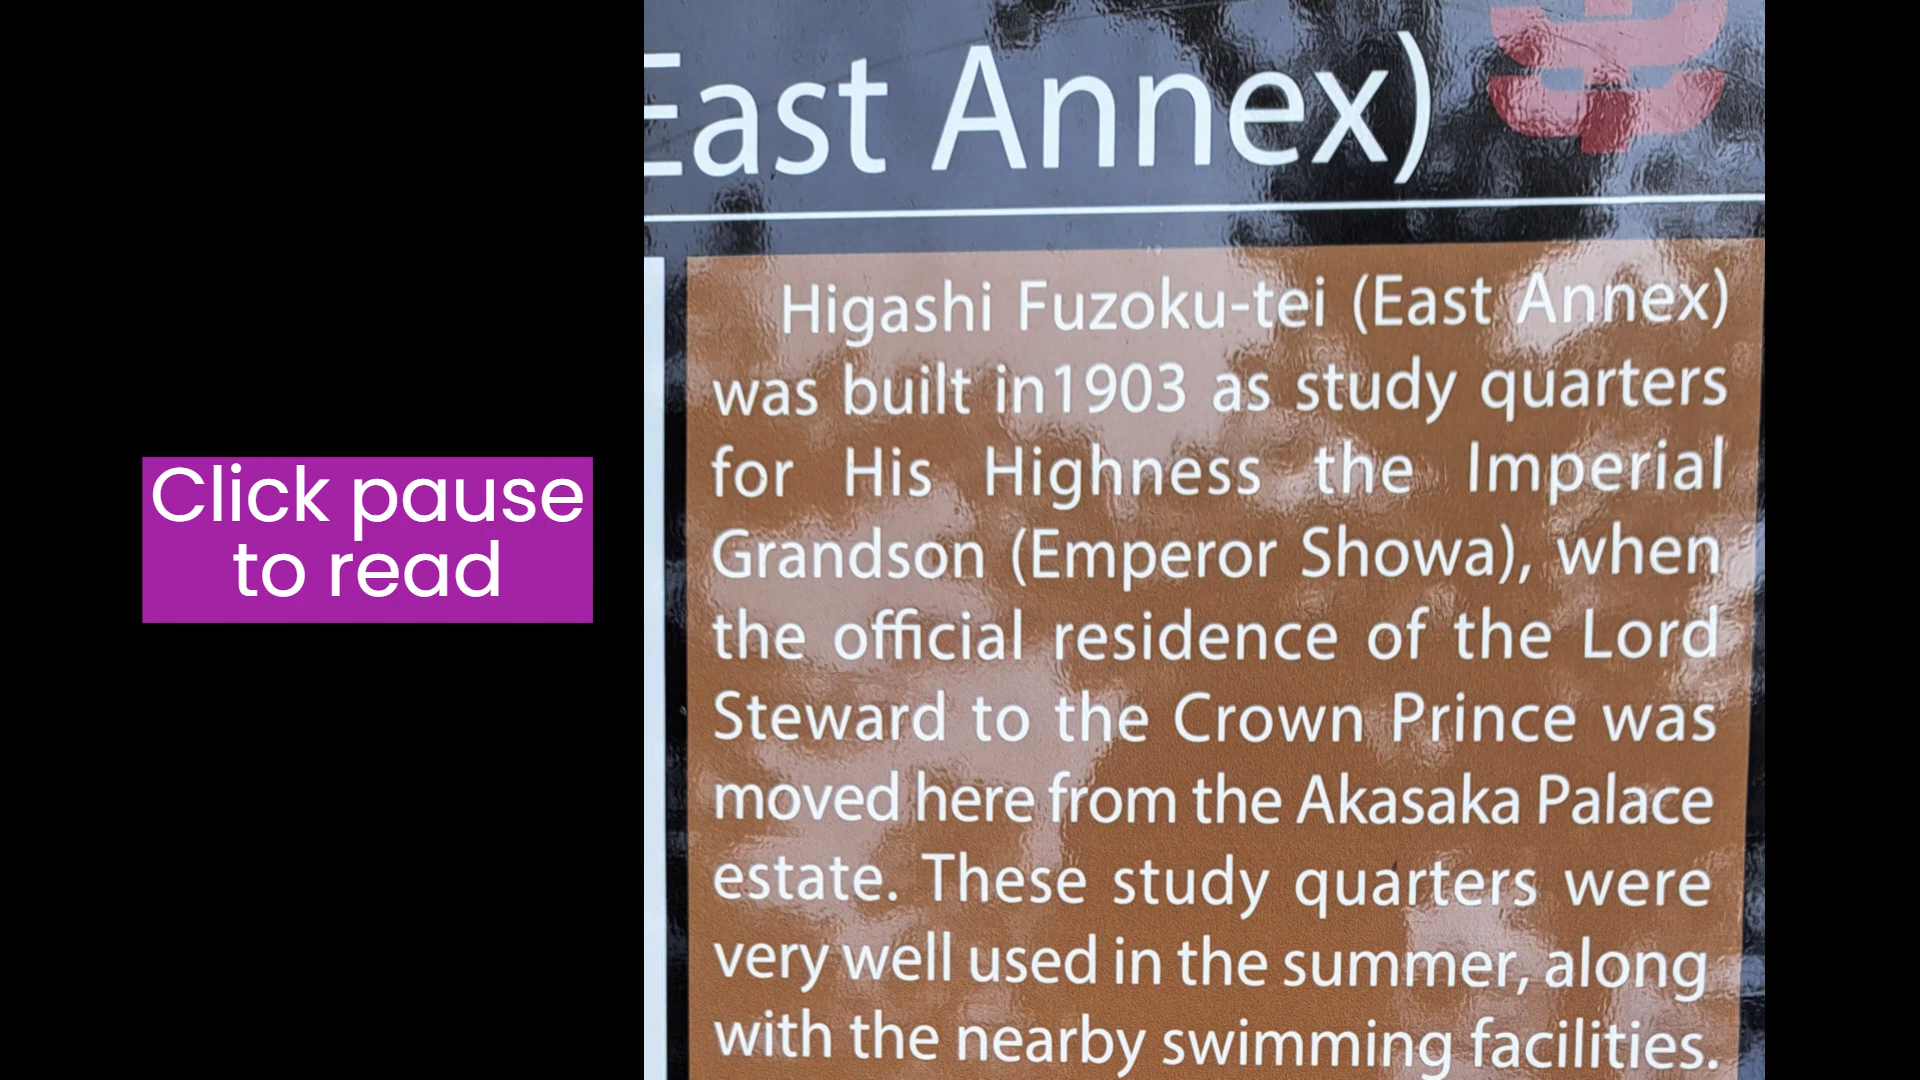 East Annex)
Click pause
to read
Higashi Fuzoku-tei (East Annex)
was built in1903 as study quarters
for His Highness the Imperial
Grandson (Emperor Showa), when
the official residence of the Lord
Steward to the Crown Prince was
moved here from the Akasaka Palace
estate. These study quarters were
very well used in the summer, along
with the nearby swimming facilities.